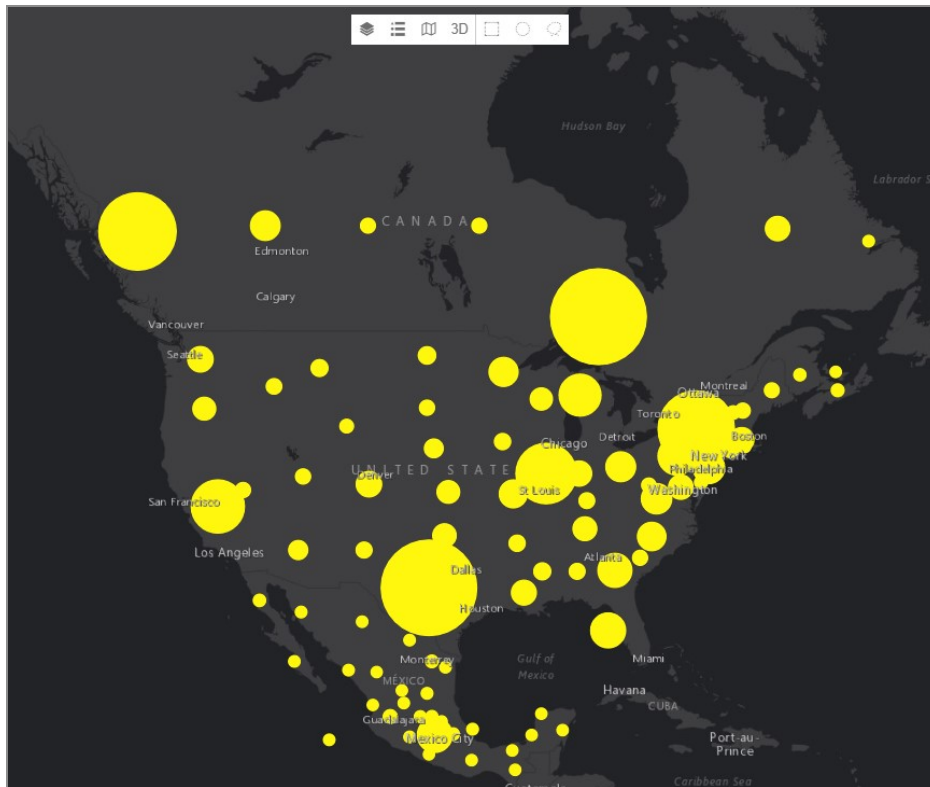 3D
Hudson Bay
Labrador S
CANADA
Edmonton
Calgary
Vancouver
Seattle
Montreal
Ottawa
Toronto
Boston
Chicago
Detroit
New York
UNITED STATE
Denver
Philadelphia
St Louis
Washington
San Francisco
Los Angeles
Atlanta
Dallas
Houston
Gulf of
Mexico
Miami
Monterrey
MÉXICO
Havana
CUBA
Guadalajara
Mexico City
Port-au-
Prince
Caribbean Sea
Guatemala